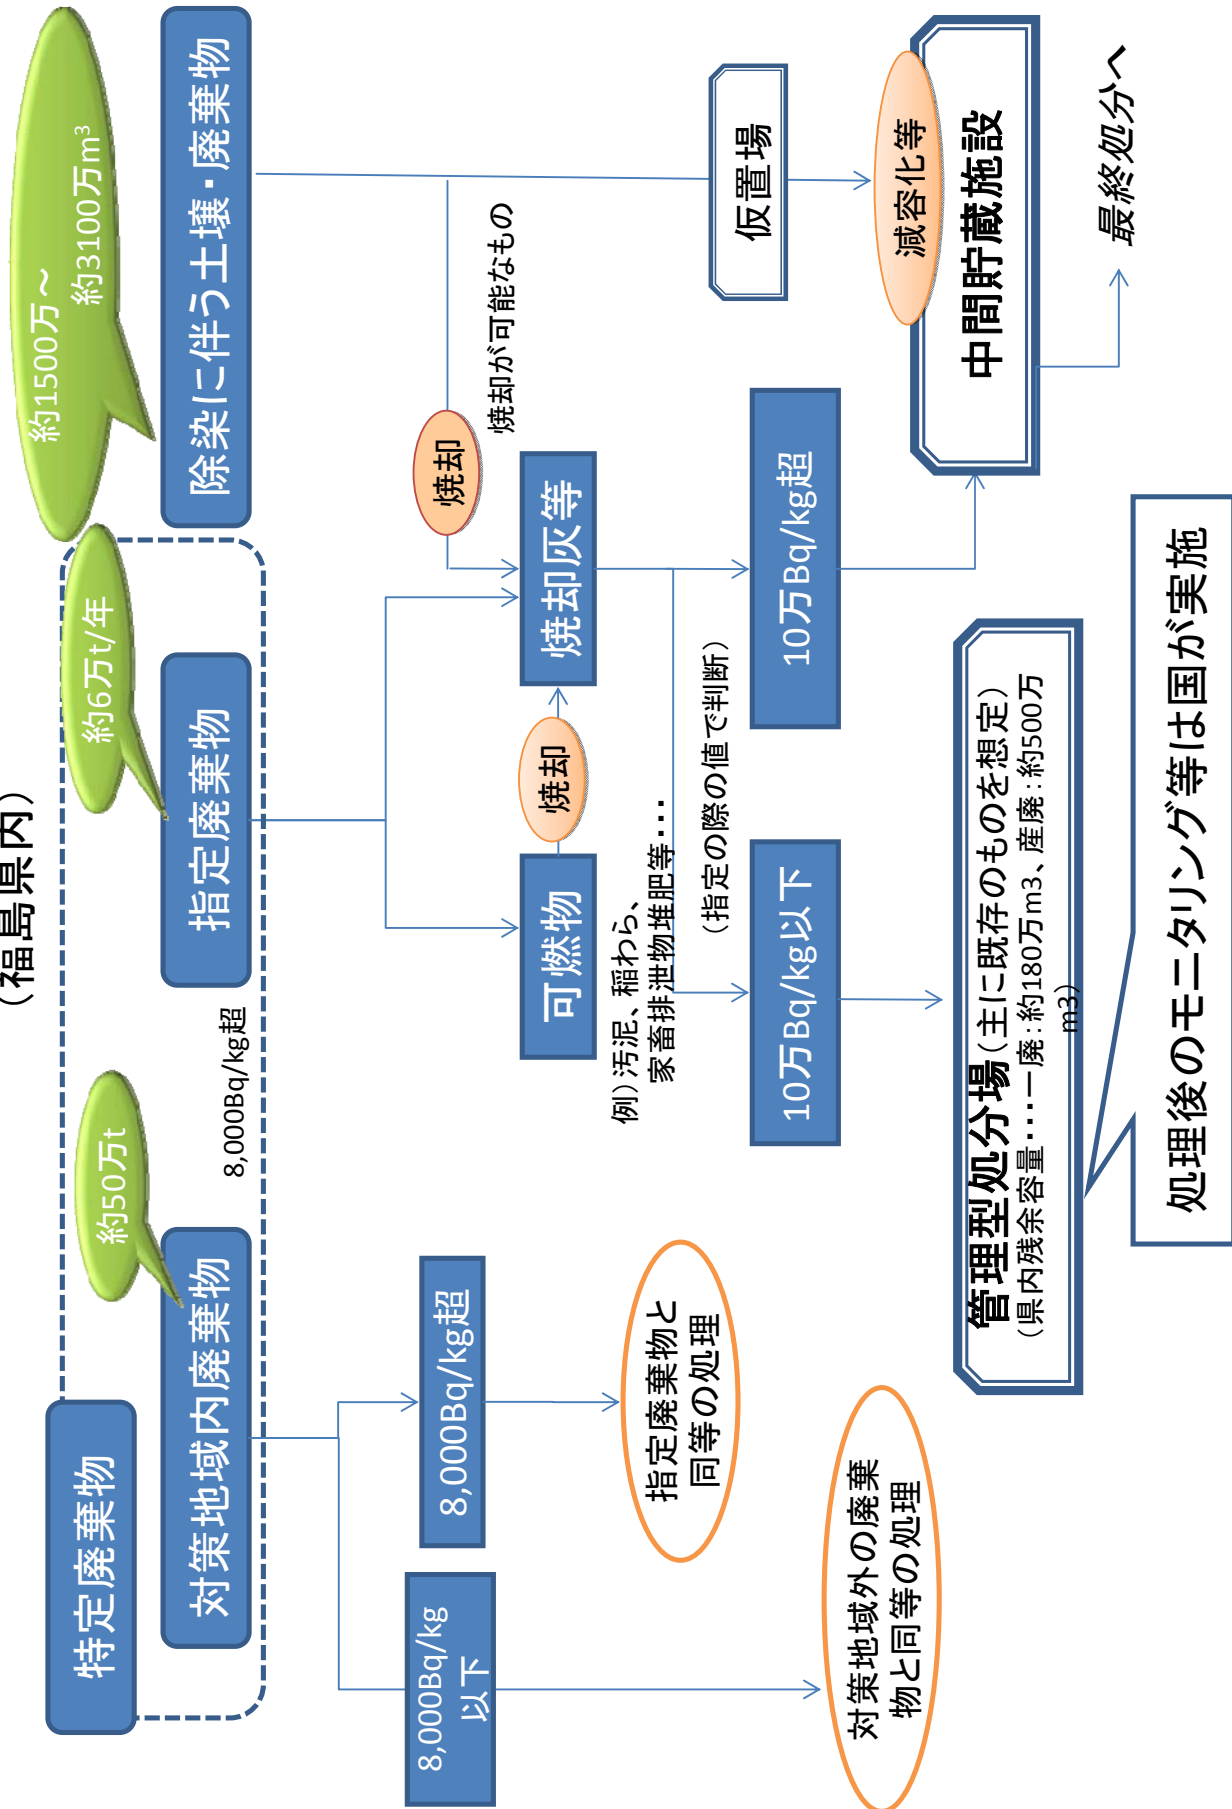 （福島県内）
特定廃棄物
対策地域内廃棄物
約50万t
8,000Bq/kg超
指定廃棄物
約6万t/年
約1500万～
約3100万m³
除染に伴う土壌・廃棄物
8,000Bq/kg
以下
8,000Bq/kg超
可燃物
焼却
焼却灰等
焼却
焼却が可能なもの
例）汚泥、稲わら、
家畜排泄物堆肥等・・・
（指定の際の値で判断）
指定廃棄物と
同等の処理
10万Bq/kg以下
10万Bq/kg超
仮置場
対策地域外の廃棄
物と同等の処理
減容化等
中間貯蔵施設
管理型処分場（主に既存のものを想定）
（県内残余容量・・・一廃：約180万m3、産廃：約500万
m3）
最終処分へ
処理後のモニタリング等は国が実施